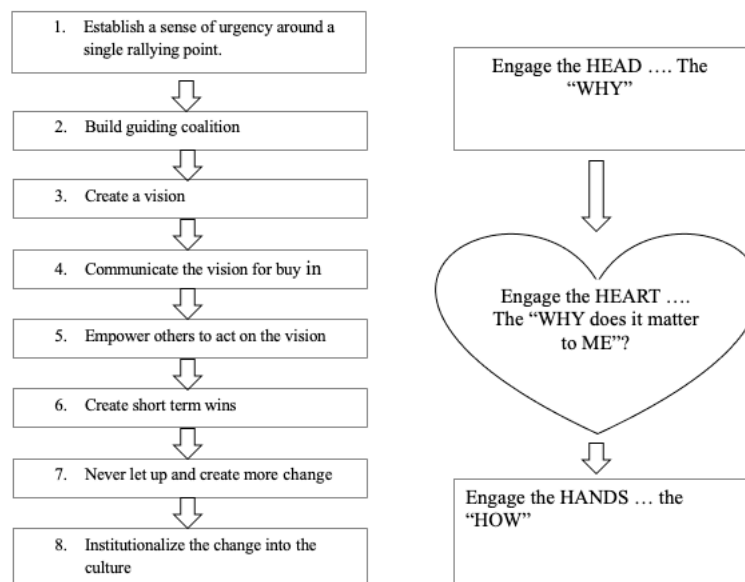 1. Establish a sense of urgency around a
single rallying point.
2. Build guiding coalition
3. Create a vision
4. Communicate the vision for buy in
5. Empower others to act on the vision
6. Create short term wins
7. Never let up and create more change
8. Institutionalize the change into the
culture
Engage the HEAD …. The
“WHY”
Engage the HEART ….
The “WHY does it matter
to ME”?
Engage the HANDS … the
“HOW”